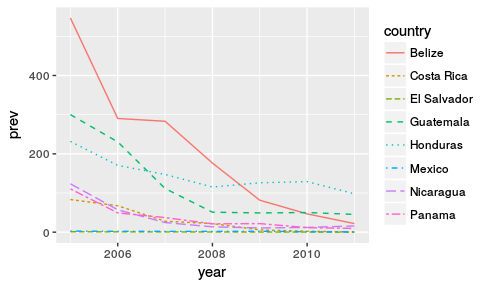 prev
400
200
0
2006
2008
2010
year
country
Belize
Costa Rica
El Salvador
Guatemala
Honduras
Mexico
Nicaragua
Panama